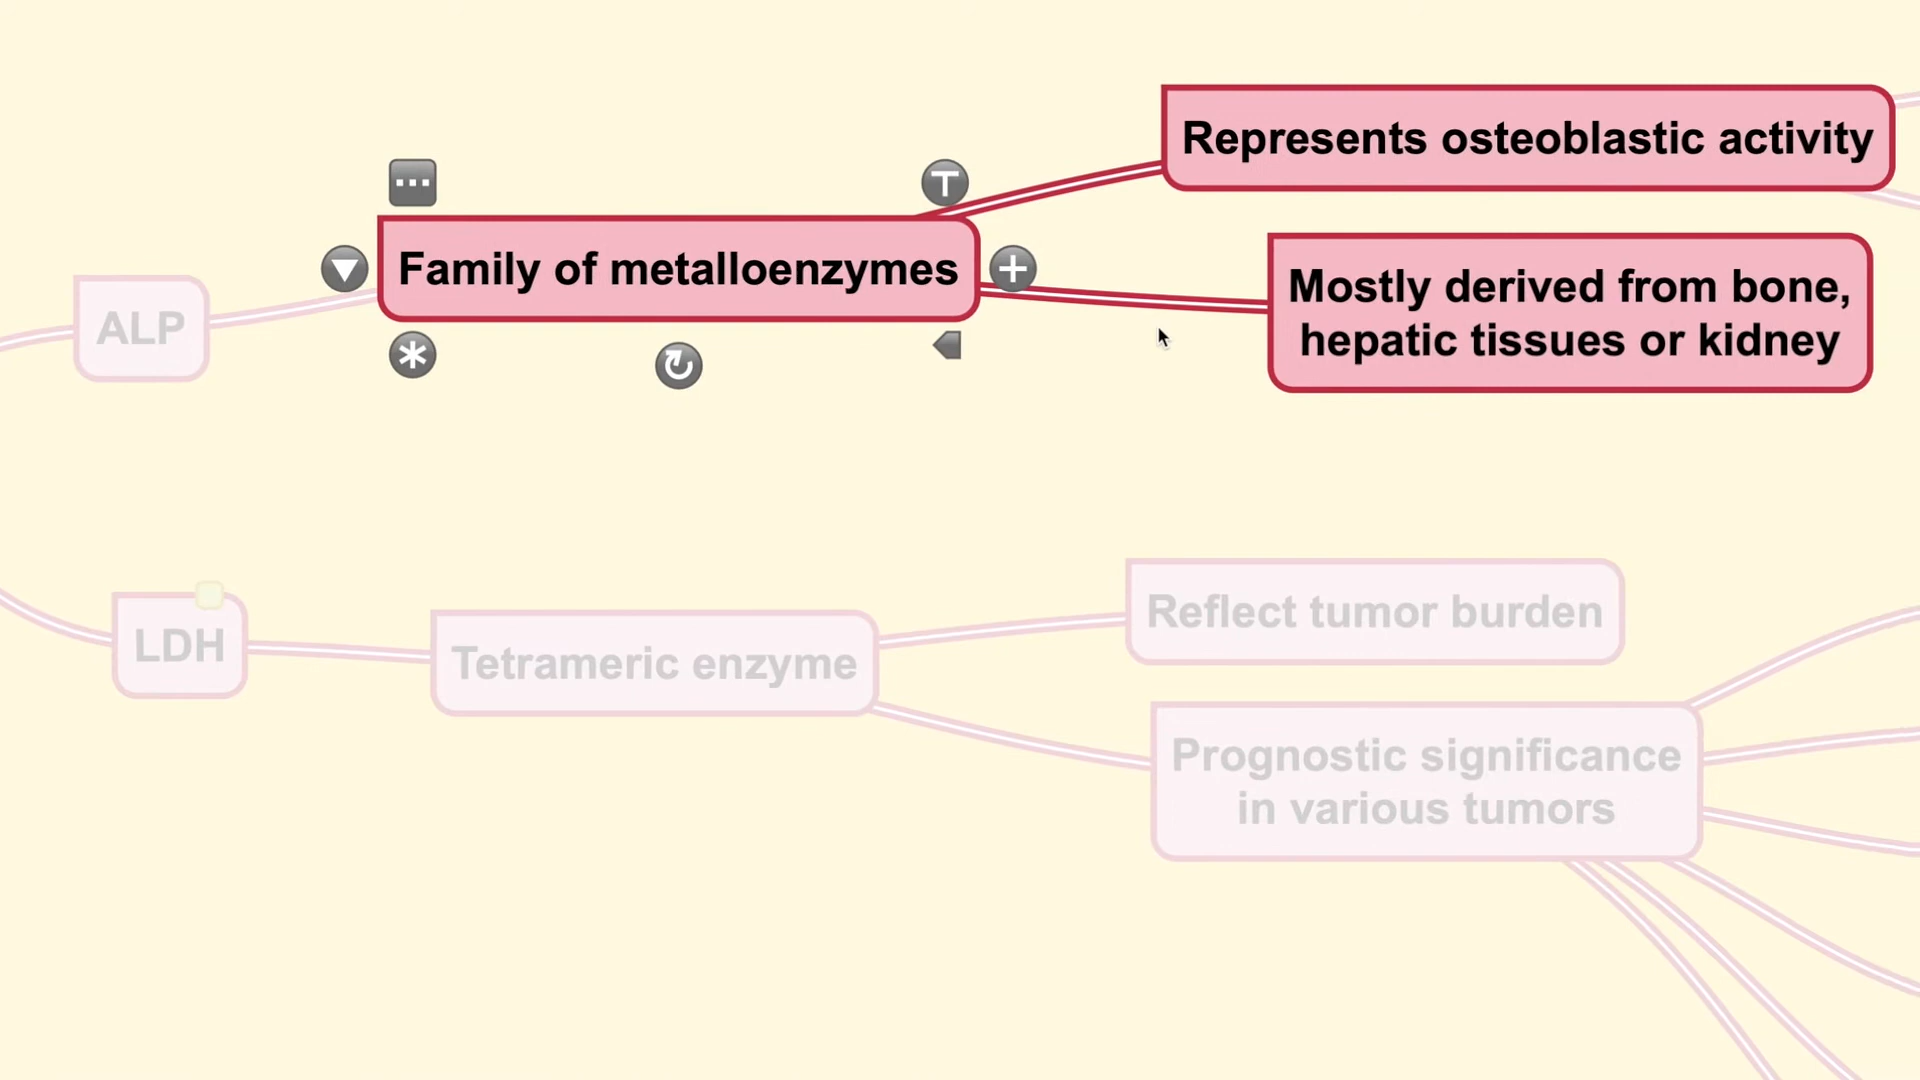 Represents osteoblastic activity
Family of metalloenzymes
Mostly derived from bone,
hepatic tissues or kidney
ALP
LDH
Tetrameric enzyme
Reflect tumor burden
Prognostic significance
in various tumors